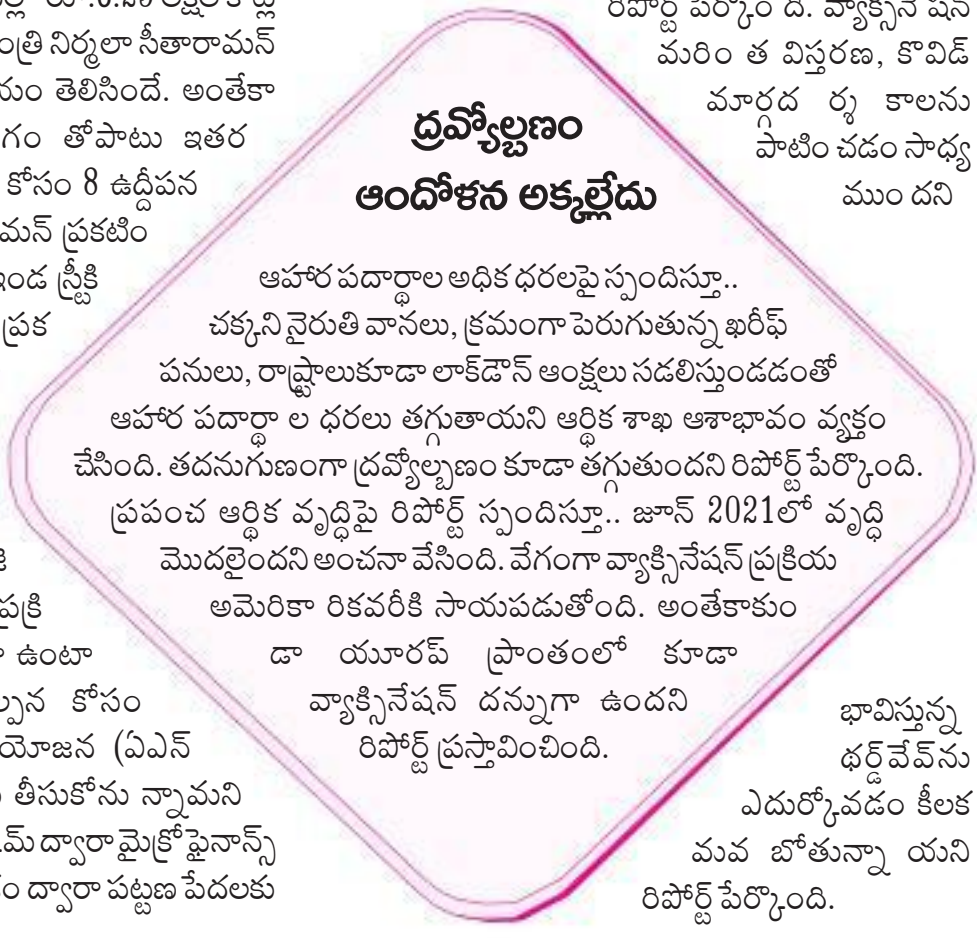 కోసం 8 ఉద్దీపన
మన్ ప్రకటిం
ంత్రి నిర్మలా సీతారామన్
తెలిసిందే. అంతేకా
తోపాటు ఇతర
ప్రక
ఉంటా
కోసం
యోజన (ఏఎన్
తీసుకోను న్నామని
ద్వారా మైక్రోఫైనాన్స్
ద్వారా పట్టణ పేదలకు
ద్రవ్యోల్బణం
ఆందోళన అక్కల్లేదు
ఆహార పదార్థాల అధిక ధరలపై స్పందిస్తూ..
చక్కని నైరుతి వానలు, క్రమంగా పెరుగుతున్న ఖరీఫ్
పనులు, రాష్ట్రాలుకూడా లాక్‌డౌన్ ఆంక్షలు సడలిస్తుండడంతో
ఆహార పదార్థా ల ధరలు తగ్గుతాయని ఆర్థిక శాఖ ఆశాభావం వ్యక్తం
చేసింది. తదనుగుణంగా ద్రవ్యోల్బణం కూడా తగ్గుతుందని రిపోర్ట్ పేర్కొంది.
ప్రపంచ ఆర్థిక వృద్ధిపై రిపోర్ట్ స్పందిస్తూ.. జూన్ 2021లో వృద్ధి
మొదలైందని అంచనా వేసింది. వేగంగా వ్యాక్సినేషన్ ప్రక్రియ
అమెరికా రికవరీకి సాయపడుతోంది. అంతేకాకుం
డా యూరప్ ప్రాంతంలో కూడా
వ్యాక్సినేషన్ దన్నుగా ఉందని
రిపోర్ట్ ప్రస్తావించింది.
రిపోర్ట్ పేర్కొం ది. వ్యాక్సినే షన్
మరిం త విస్తరణ, కొవిడ్
మార్గద ర్శ కాలను
పాటిం చడం సాధ్య
ముం దని
భావిస్తున్న
థర్డ్‌వేవ్‌ను
ఎదుర్కోవడం కీలక
మవ బోతున్నా యని
రిపోర్ట్ పేర్కొంది.